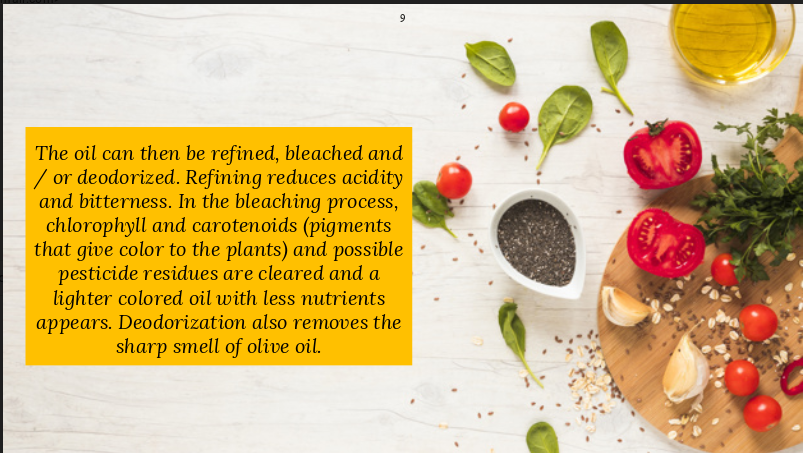 9
The oil can then be refined, bleached and
/ or deodorized. Refining reduces acidity
and bitterness. In the bleaching process,
chlorophyll and carotenoids (pigments
that give color to the plants) and possible
pesticide residues are cleared and a
lighter colored oil with less nutrients
appears. Deodorization also removes the
sharp smell of olive oil.